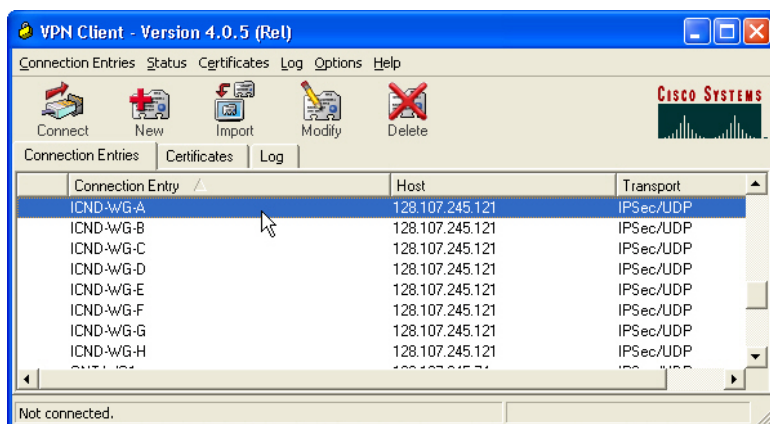 VPN Client - Version 4.0.5 (Rel)
Connection Entries Status Certificates Log Options Help
Connect New Import Modify Delete
CISCO SYSTEMS
Connection Entries Certificates Log
Connection Entry Host Transport
ICND-WG-A 128.107.245.121 IPSec/UDP
ICND-WG-B 128.107.245.121 IPSec/UDP
ICND-WG-C 128.107.245.121 IPSec/UDP
ICND-WG-D 128.107.245.121 IPSec/UDP
ICND-WG-E 128.107.245.121 IPSec/UDP
ICND-WG-F 128.107.245.121 IPSec/UDP
ICND-WG-G 128.107.245.121 IPSec/UDP
ICND-WG-H 128.107.245.121 IPSec/UDP
Not connected.